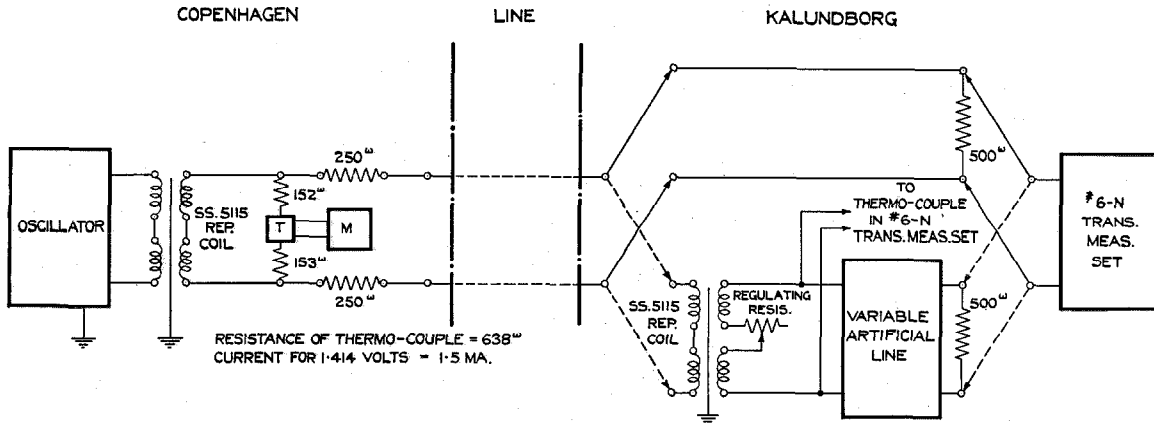 COPENHAGEN
LINE
KALUNDBORG
OSCILLATOR
SS.5115
REP.
COIL
152ω
T
M
153ω
250ω
250ω
RESISTANCE OF THERMO-COUPLE = 638ω
CURRENT FOR 1·414 VOLTS = 1·5 MA.
500ω
TO
THERMO-COUPLE
IN #6-N
TRANS.MEAS.SET
#6-N
TRANS.
MEAS.
SET
SS.5115
REP.
COIL
REGULATING
RESIS.
VARIABLE
ARTIFICIAL
LINE
500ω